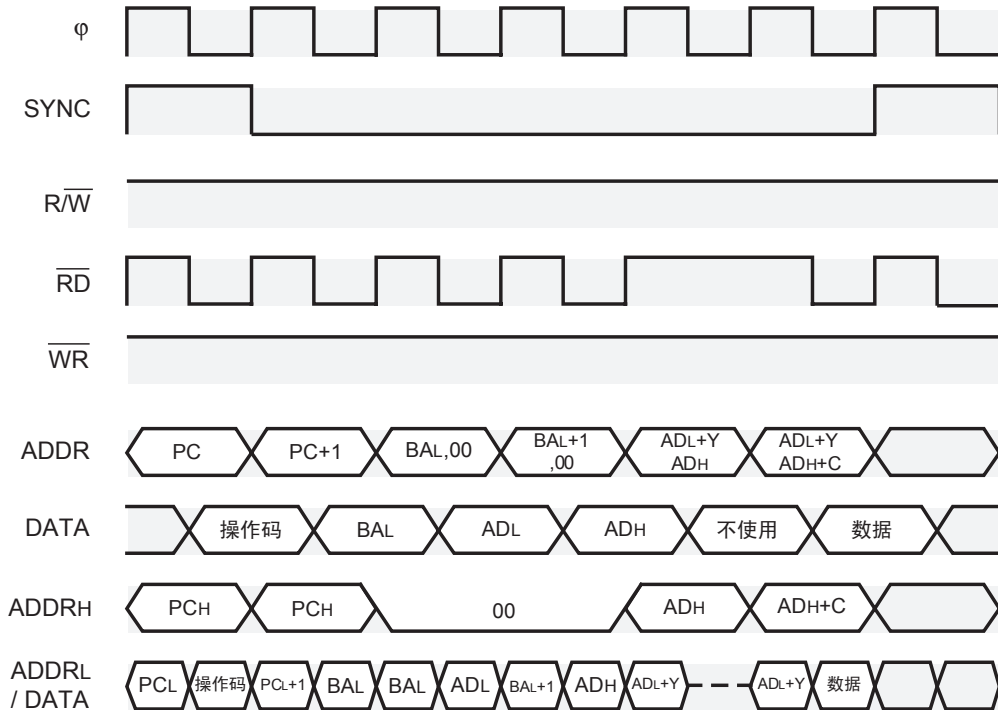 φ
SYNC
R/W
RD
WR
ADDR
PC
PC+1
BAL,00
BAL+1
,00
ADL+Y
ADH
ADL+Y
ADH+C
DATA
操作码
BAL
ADL
ADH
不使用
数据
ADDRH
PCH
PCH
00
ADH
ADH+C
ADDRL
/ DATA
PCL
操作码
PCL+1
BAL
BAL
ADL
BAL+1
ADH
ADL+Y
ADL+Y
数据